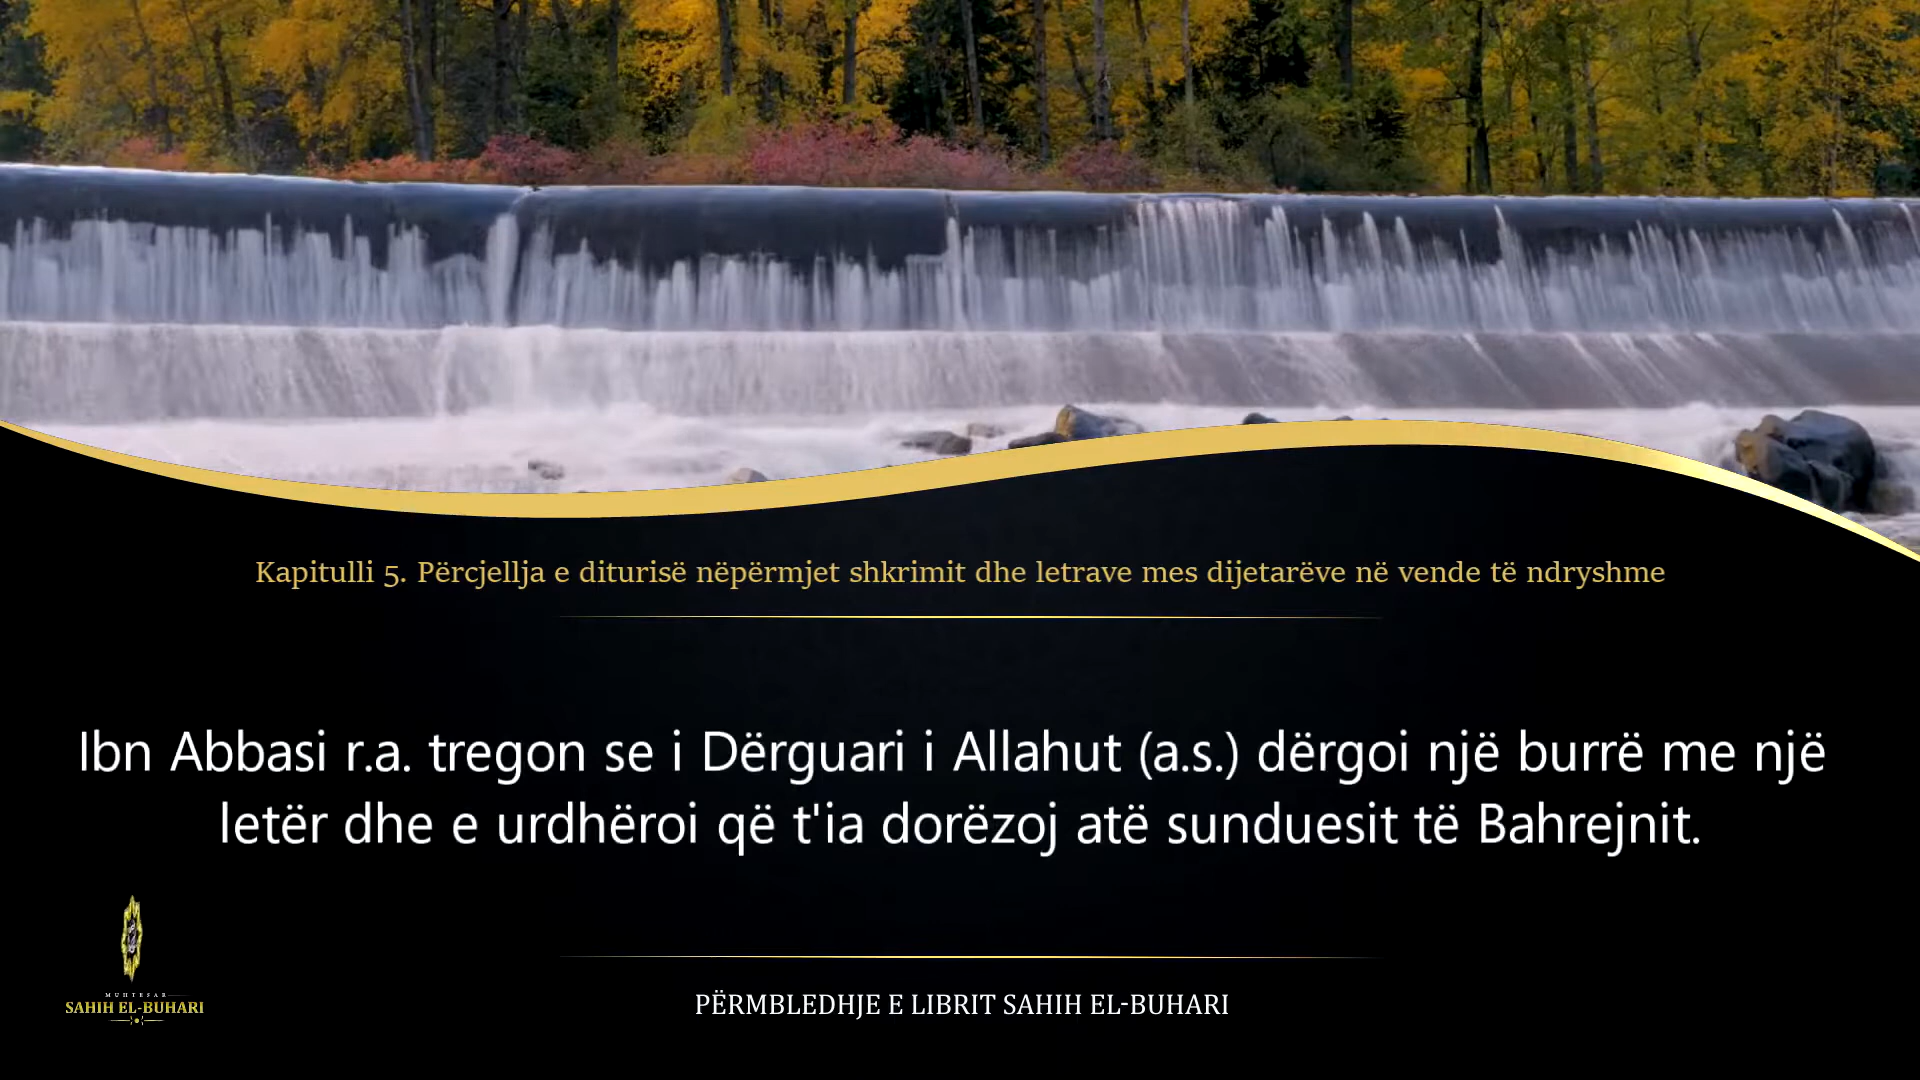 Kapitulli 5. Përcjellja e diturisë nëpërmjet shkrimit dhe letrave mes dijetarëve në vende të ndryshme
Ibn Abbasi r.a. tregon se i Dërguari i Allahut (a.s.) dërgoi një burrë me një
letër dhe e urdhëroi që t'ia dorëzoj atë sunduesit të Bahrejnit.
MUHTESAR
SAHIH EL-BUHARI
PËRMBLEDHJE E LIBRIT SAHIH EL-BUHARI